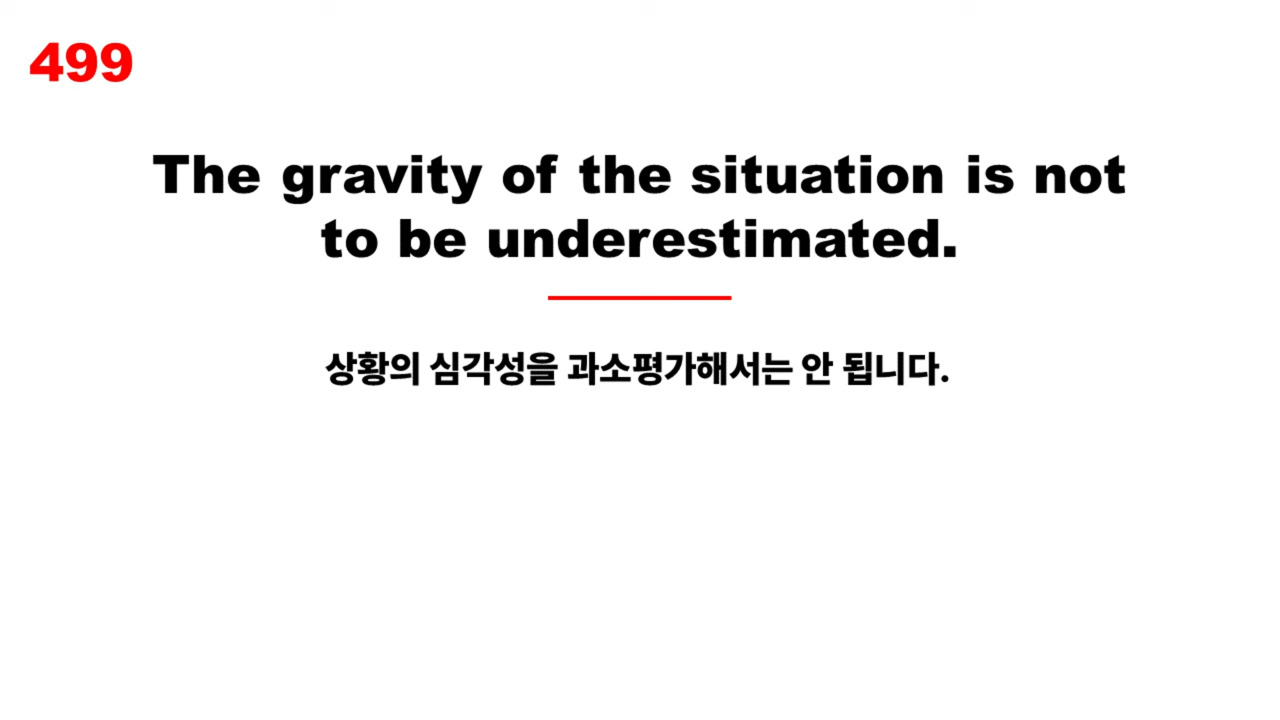 499
The gravity of the situation is not
to be underestimated.
상황의 심각성을 과소평가해서는 안 됩니다.